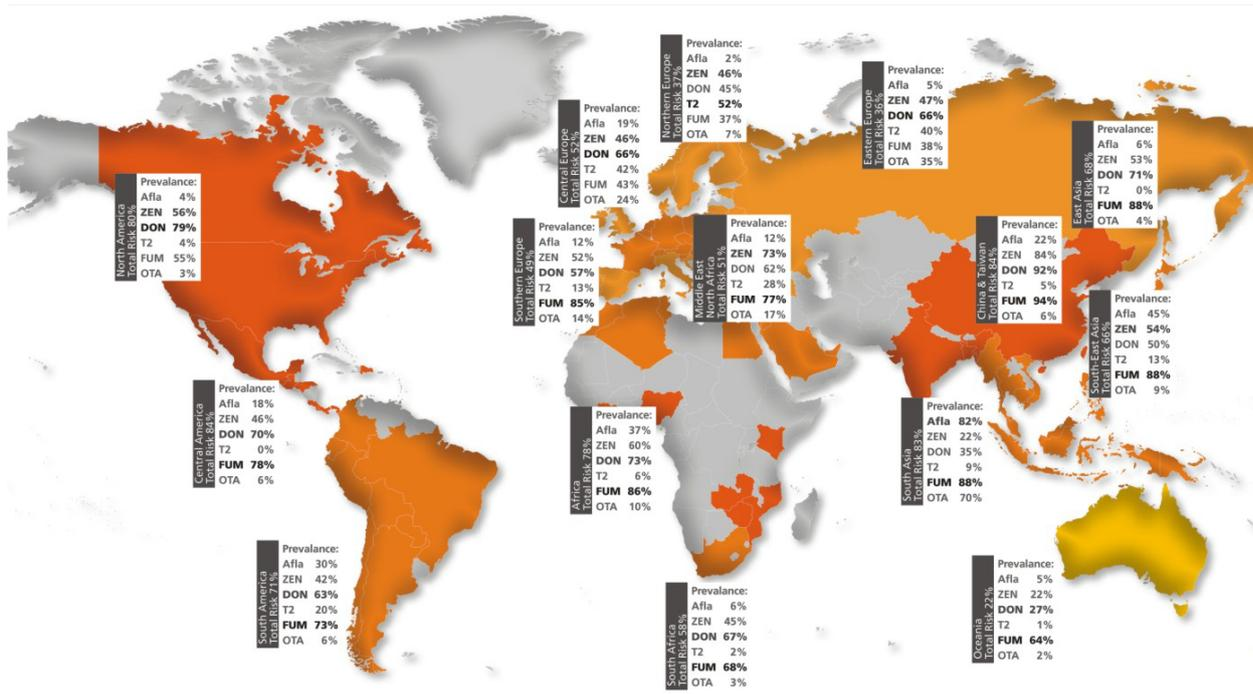 Northern Europe
Total Risk 37%
Prevalance:
Afla 2%
ZEN 46%
DON 45%
T2 52%
FUM 37%
OTA 7%
Eastern Europe
Total Risk 36%
Prevalance:
Afla 5%
ZEN 47%
DON 66%
T2 40%
FUM 38%
OTA 35%
Central Europe
Total Risk 52%
Prevalance:
Afla 19%
ZEN 46%
DON 66%
T2 42%
FUM 43%
OTA 24%
East Asia
Total Risk 68%
Prevalance:
Afla 6%
ZEN 53%
DON 71%
T2 0%
FUM 88%
OTA 4%
North America
Total Risk 80%
Prevalance:
Afla 4%
ZEN 56%
DON 79%
T2 4%
FUM 55%
OTA 3%
Southern Europe
Total Risk 49%
Prevalance:
Afla 12%
ZEN 52%
DON 57%
T2 13%
FUM 85%
OTA 14%
Middle East
North Africa
Total Risk 51%
Prevalance:
Afla 12%
ZEN 73%
DON 62%
T2 28%
FUM 77%
OTA 17%
China & Taiwan
Total Risk 84%
Prevalance:
Afla 22%
ZEN 84%
DON 92%
T2 5%
FUM 94%
OTA 6%
South-East Asia
Total Risk 66%
Prevalance:
Afla 45%
ZEN 54%
DON 50%
T2 13%
FUM 88%
OTA 9%
Central America
Total Risk 84%
Prevalance:
Afla 18%
ZEN 46%
DON 70%
T2 0%
FUM 78%
OTA 6%
Africa
Total Risk 78%
Prevalance:
Afla 37%
ZEN 60%
DON 73%
T2 6%
FUM 86%
OTA 10%
South Asia
Total Risk 83%
Prevalance:
Afla 82%
ZEN 22%
DON 35%
T2 9%
FUM 88%
OTA 70%
South America
Total Risk 71%
Prevalance:
Afla 30%
ZEN 42%
DON 63%
T2 20%
FUM 73%
OTA 6%
South Africa
Total Risk 58%
Prevalance:
Afla 6%
ZEN 45%
DON 67%
T2 2%
FUM 68%
OTA 3%
Oceania
Total Risk 22%
Prevalance:
Afla 5%
ZEN 22%
DON 27%
T2 1%
FUM 64%
OTA 2%